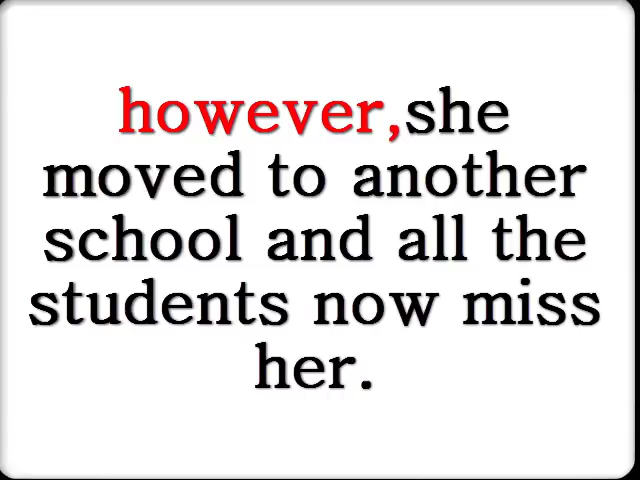 however,she
moved to another
school and all the
students now miss
her.